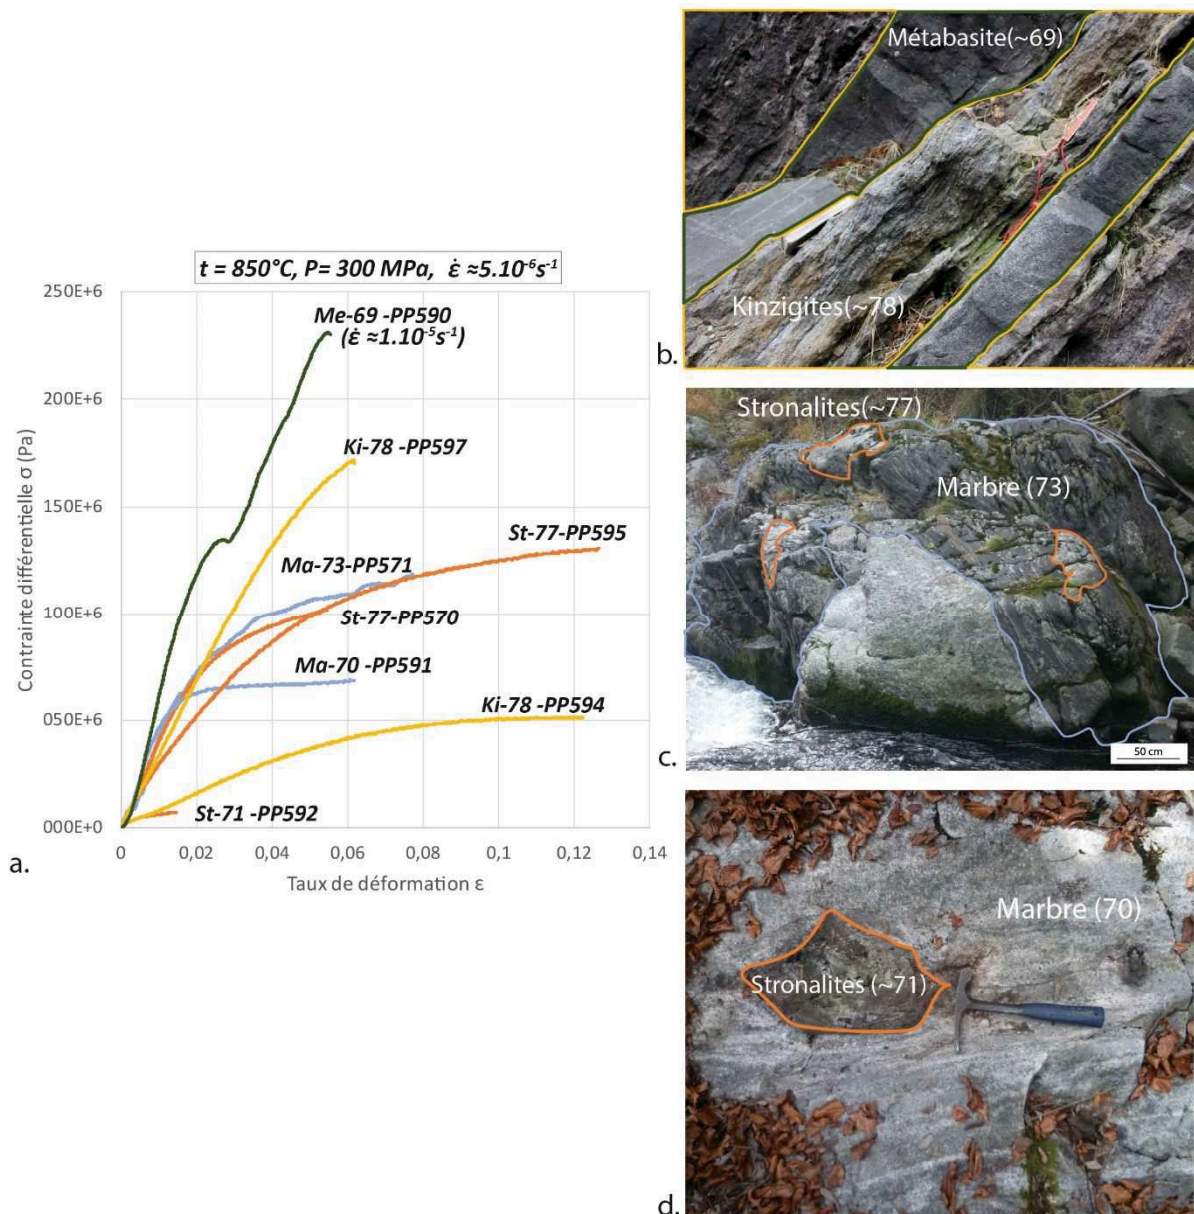 t = 850°C, P= 300 MPa, ε̇ ≈5.10⁻⁶s⁻¹
250E+6
200E+6
150E+6
100E+6
050E+6
000E+0
Contrainte différentielle σ (Pa)
Me-69 -PP590
(ε̇ ≈1.10⁻⁵s⁻¹)
Ki-78 -PP597
St-77-PP595
Ma-73-PP571
St-77-PP570
Ma-70 -PP591
Ki-78 -PP594
St-71 -PP592
0
0,02
0,04
0,06
0,08
0,1
0,12
0,14
Taux de déformation ε
a.
Métabasite(~69)
Kinzigites(~78)
b.
Stronalites(~77)
Marbre (73)
50 cm
c.
Marbre (70)
Stronalites (~71)
d.